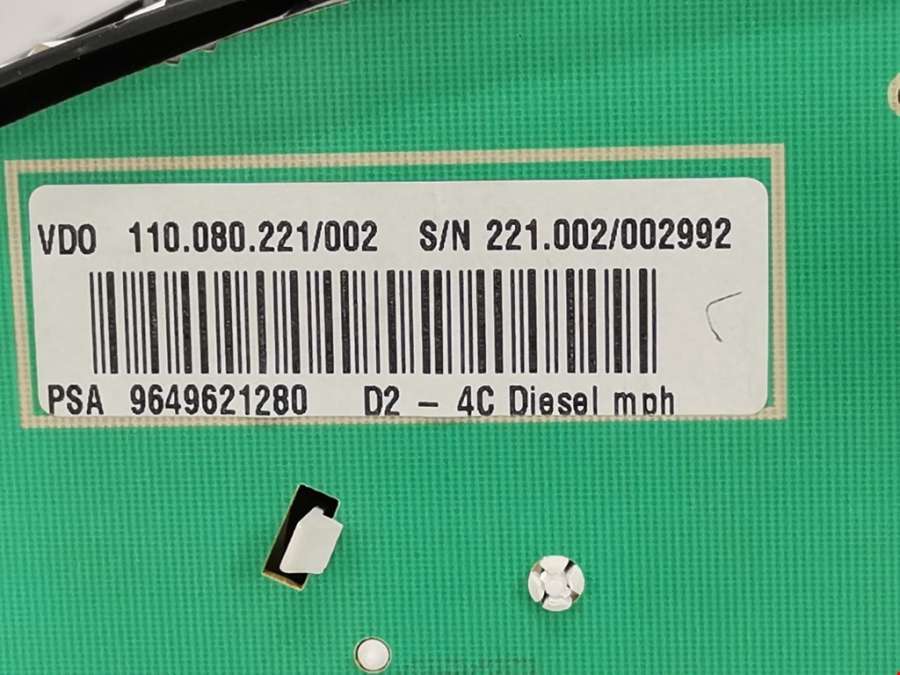 VDO 110.080.221/002 S/N 221.002/002992
PSA 9649621280 D2 - 4C Diesel mph